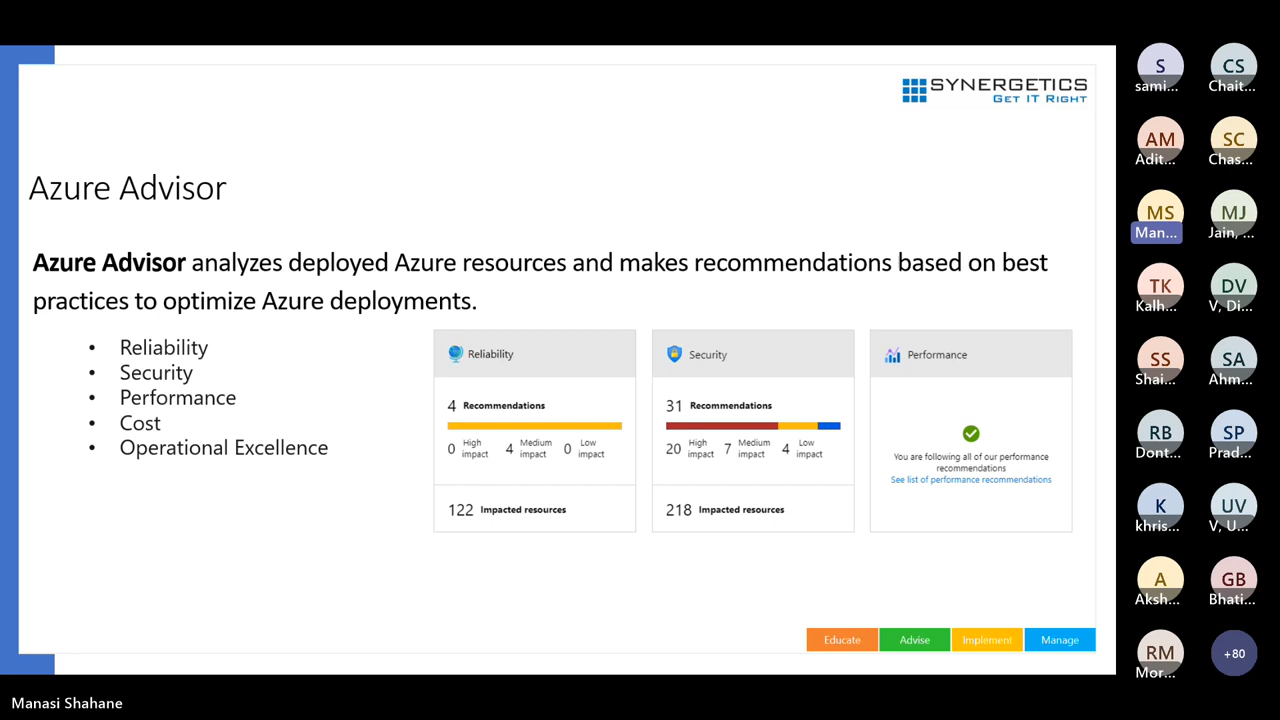 SYNERGETICS
GET IT RIGHT
Azure Advisor
Azure Advisor analyzes deployed Azure resources and makes recommendations based on best
practices to optimize Azure deployments.
• Reliability
• Security
• Performance
• Cost
• Operational Excellence
Reliability
4 Recommendations
0 High impact 4 Medium impact 0 Low impact
122 Impacted resources
Security
31 Recommendations
20 High impact 7 Medium impact 4 Low impact
218 Impacted resources
Performance
You are following all of our performance
recommendations
See list of performance recommendations
Educate Advise Implement Manage
S CS
sami... Chait...
AM SC
Adit... Chas...
MS MJ
Man... Jain, ...
TK DV
Kalh... V, Di...
SS SA
Shai... Ahm...
RB SP
Dont... Prad...
K UV
khris... V, U...
A GB
Aksh... Bhati...
RM +80
Mor...
Manasi Shahane